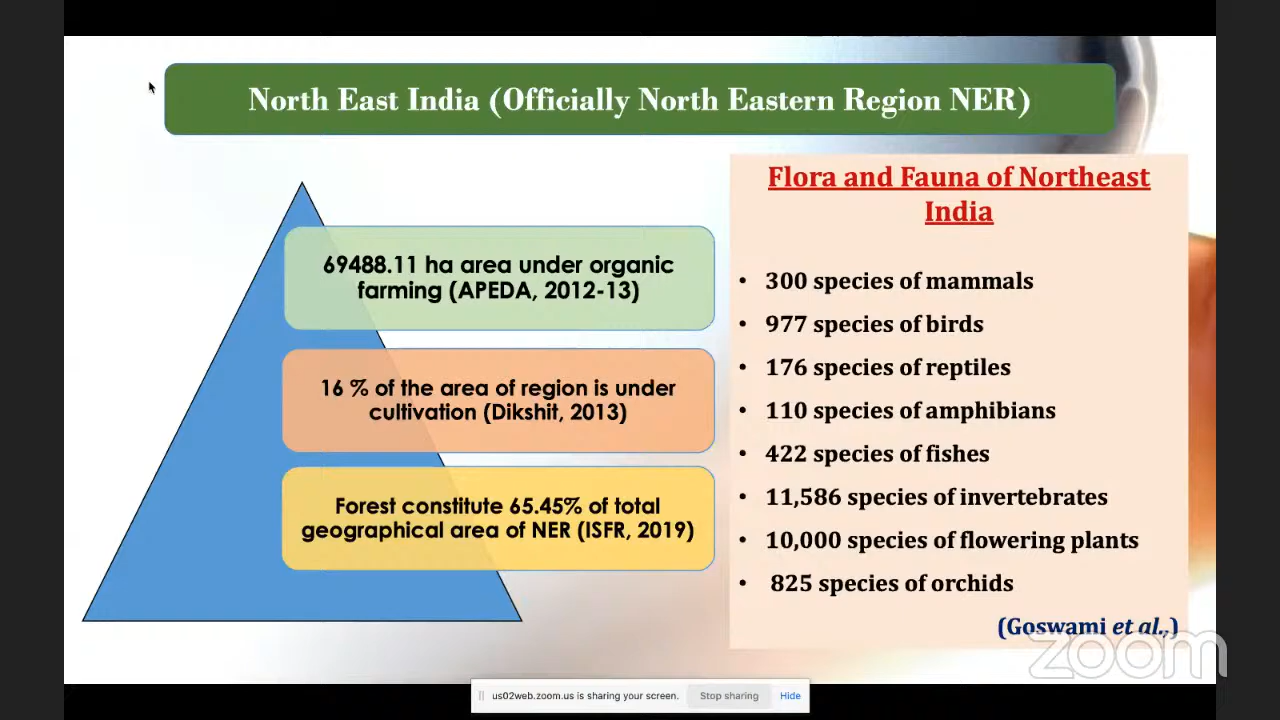 North East India (Officially North Eastern Region NER)
69488.11 ha area under organic
farming (APEDA, 2012-13)
16 % of the area of region is under
cultivation (Dikshit, 2013)
Forest constitute 65.45% of total
geographical area of NER (ISFR, 2019)
Flora and Fauna of Northeast
India
• 300 species of mammals
• 977 species of birds
• 176 species of reptiles
• 110 species of amphibians
• 422 species of fishes
• 11,586 species of invertebrates
• 10,000 species of flowering plants
• 825 species of orchids
(Goswami et al.,)
zoom
us02web.zoom.us is sharing your screen. Stop sharing Hide